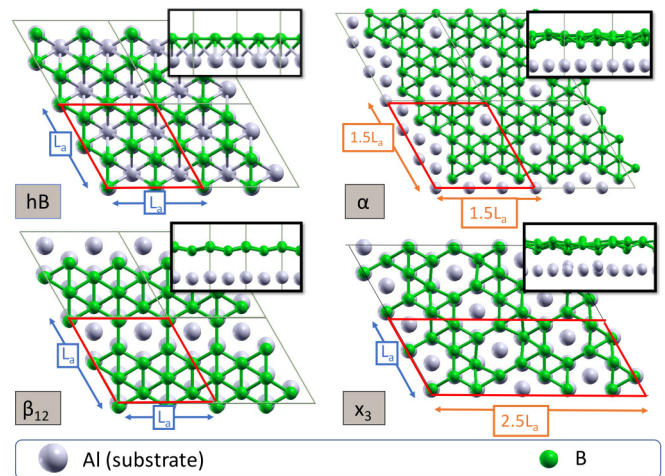 Lₐ
Lₐ
hB
1.5Lₐ
1.5Lₐ
α
Lₐ
Lₐ
β₁₂
Lₐ
2.5Lₐ
x₃
Al (substrate)
B